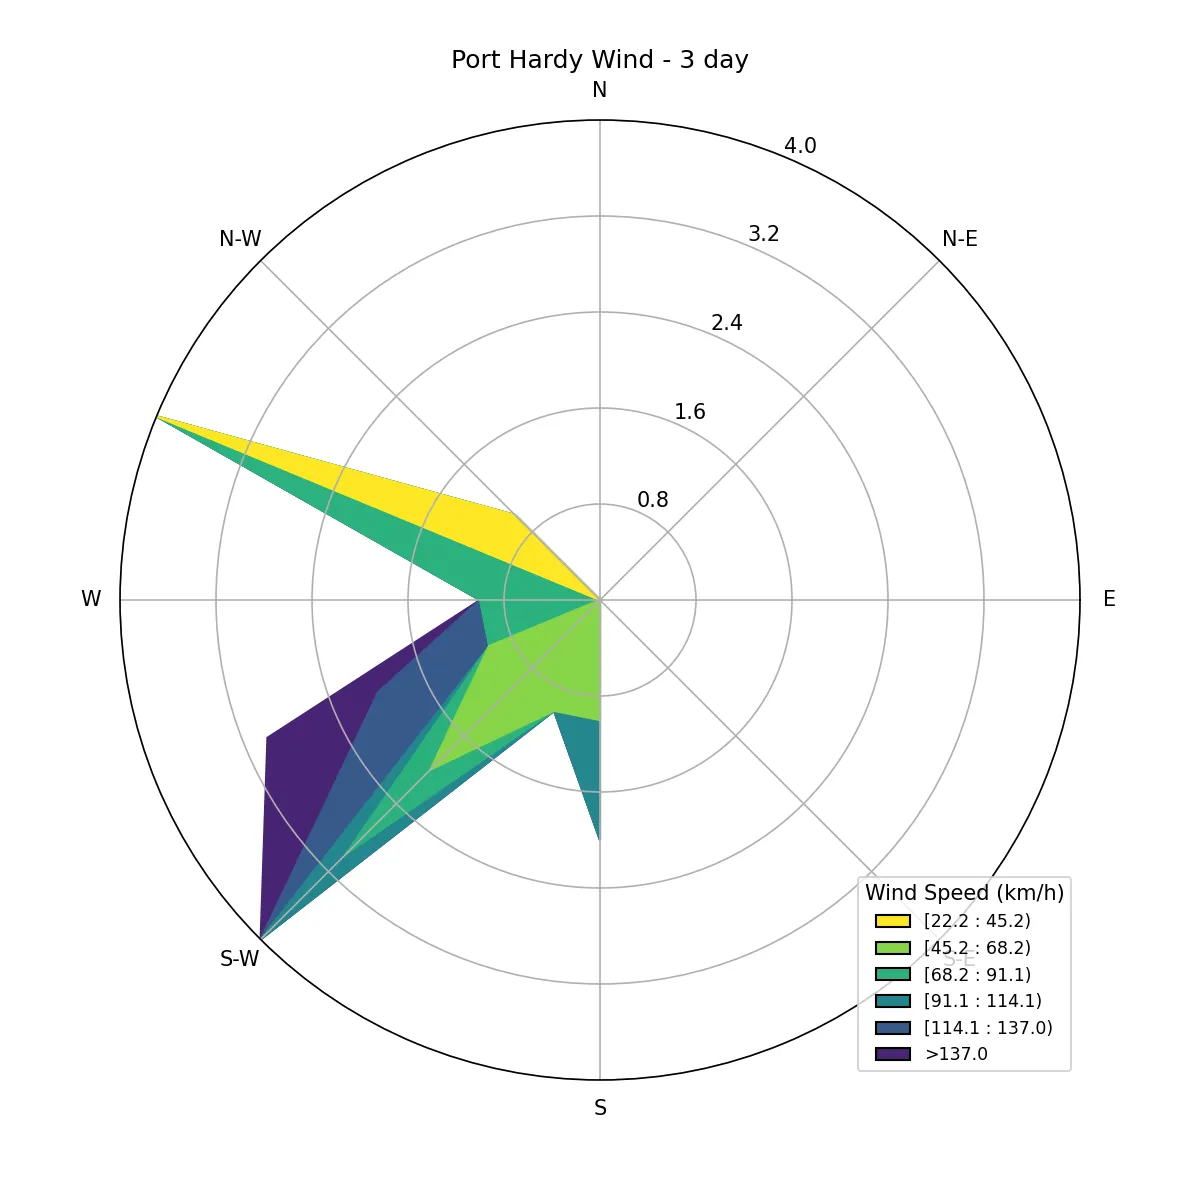 Port Hardy Wind - 3 day
N
4.0
3.2
N-W
N-E
2.4
1.6
0.8
W
E
S-W
S-E
Wind Speed (km/h)
[22.2 : 45.2)
[45.2 : 68.2)
[68.2 : 91.1)
[91.1 : 114.1)
[114.1 : 137.0)
>137.0
S